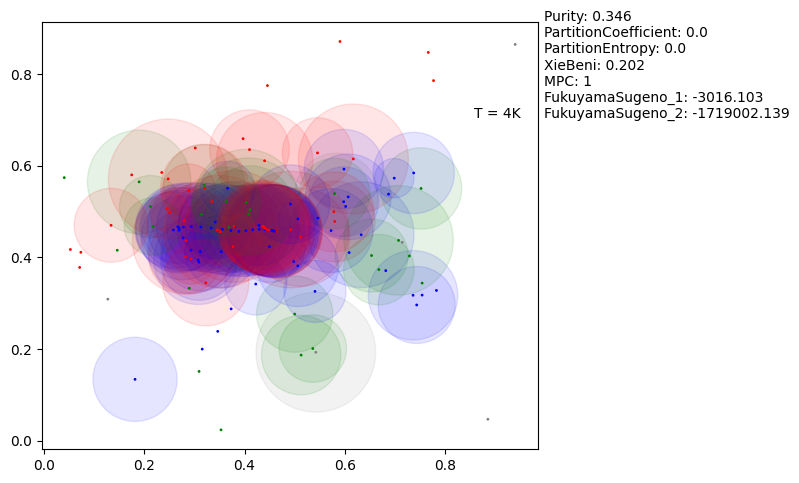 Purity: 0.346
PartitionCoefficient: 0.0
PartitionEntropy: 0.0
XieBeni: 0.202
MPC: 1
FukuyamaSugeno_1: -3016.103
FukuyamaSugeno_2: -1719002.139
T = 4K
0.8
0.6
0.4
0.2
0.0
0.0 0.2 0.4 0.6 0.8